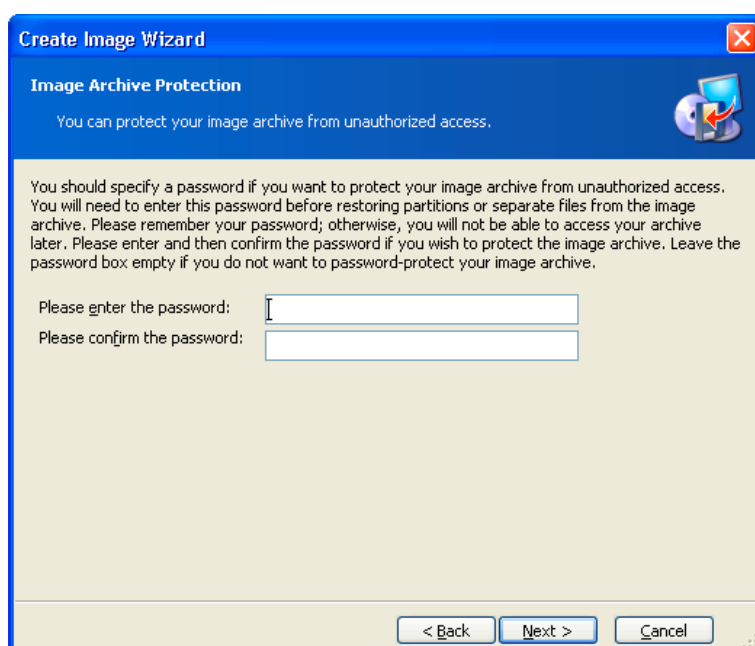 Create Image Wizard
Image Archive Protection
You can protect your image archive from unauthorized access.
You should specify a password if you want to protect your image archive from unauthorized access.
You will need to enter this password before restoring partitions or separate files from the image
archive. Please remember your password; otherwise, you will not be able to access your archive
later. Please enter and then confirm the password if you wish to protect the image archive. Leave the
password box empty if you do not want to password-protect your image archive.
Please enter the password:
Please confirm the password:
< Back Next > Cancel